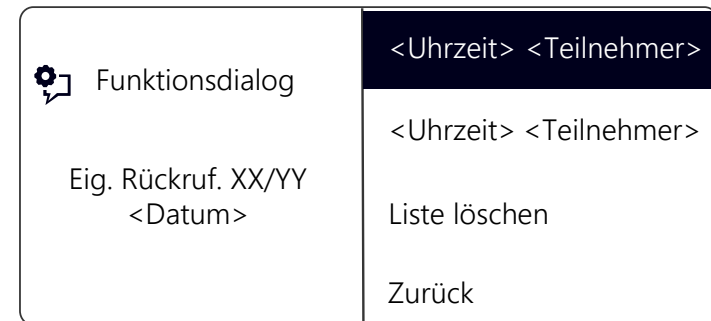 Funktionsdialog
Eig. Rückruf. XX/YY
<Datum>
<Uhrzeit> <Teilnehmer>
<Uhrzeit> <Teilnehmer>
Liste löschen
Zurück